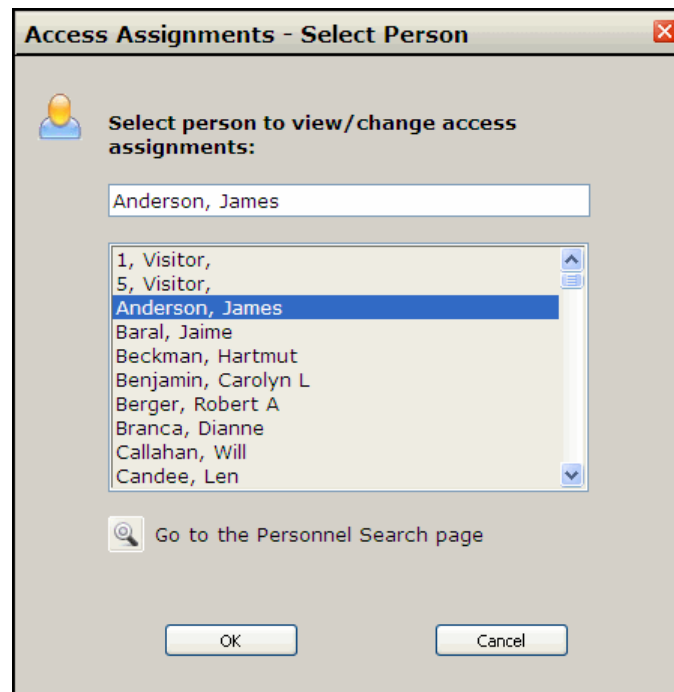 Access Assignments - Select Person
Select person to view/change access
assignments:
Anderson, James
1, Visitor,
5, Visitor,
Anderson, James
Baral, Jaime
Beckman, Hartmut
Benjamin, Carolyn L
Berger, Robert A
Branca, Dianne
Callahan, Will
Candee, Len
Go to the Personnel Search page
OK
Cancel